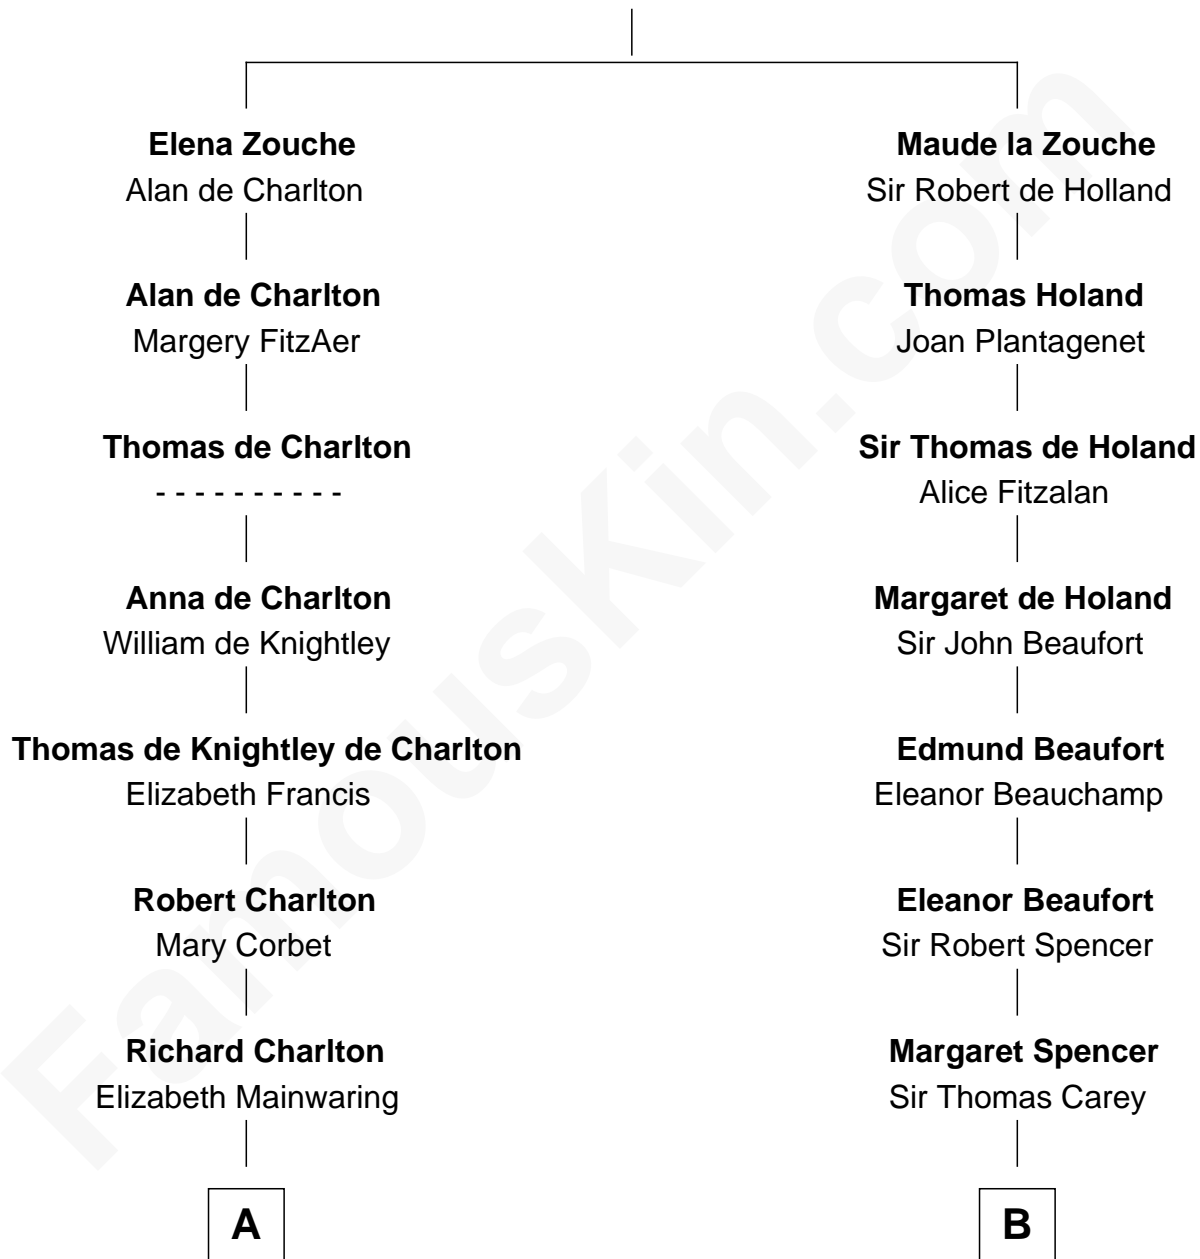 Elena Zouche
Alan de Charlton
Alan de Charlton
Margery FitzAer
Thomas de Charlton
- - - - - - - - - -
Anna de Charlton
William de Knightley
Thomas de Knightley de Charlton
Elizabeth Francis
Robert Charlton
Mary Corbet
Richard Charlton
Elizabeth Mainwaring
A
Maude la Zouche
Sir Robert de Holland
Thomas Holand
Joan Plantagenet
Sir Thomas de Holand
Alice Fitzalan
Margaret de Holand
Sir John Beaufort
Edmund Beaufort
Eleanor Beauchamp
Eleanor Beaufort
Sir Robert Spencer
Margaret Spencer
Sir Thomas Carey
B
FamousKin.com